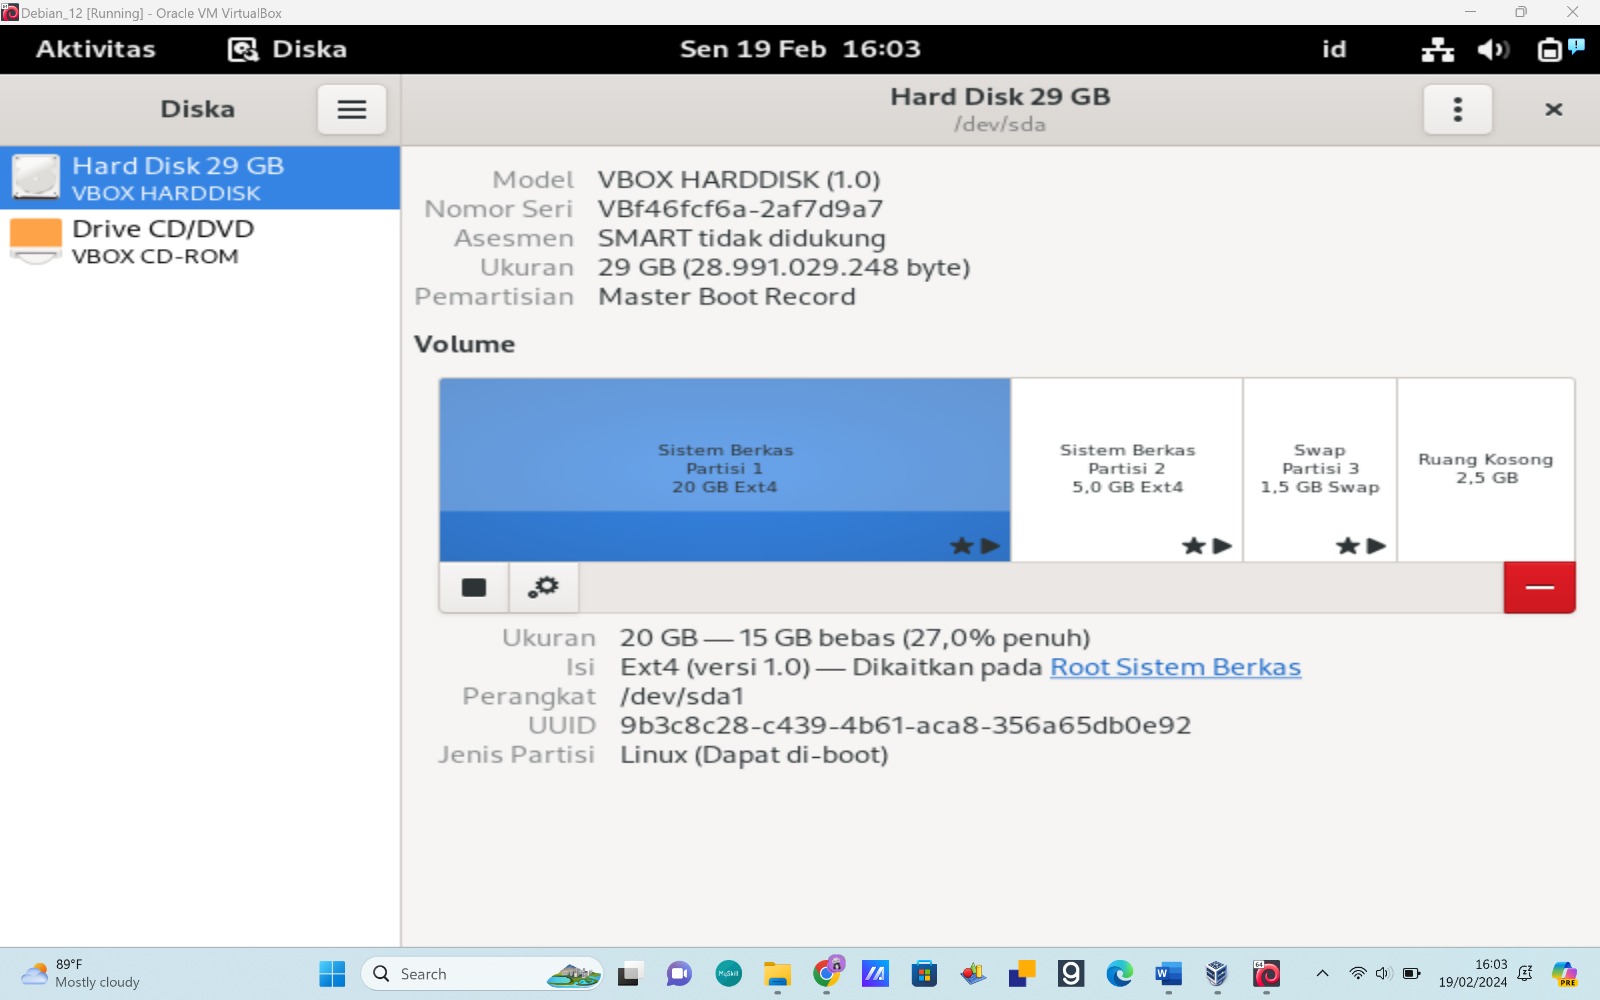 Debian_12 [Running] - Oracle VM VirtualBox
Aktivitas
Diska
Sen 19 Feb 16:03
id
Diska
Hard Disk 29 GB
/dev/sda
Hard Disk 29 GB
VBOX HARDDISK
Drive CD/DVD
VBOX CD-ROM
Model VBOX HARDDISK (1.0)
Nomor Seri VBf46fcf6a-2af7d9a7
Asesmen SMART tidak didukung
Ukuran 29 GB (28.991.029.248 byte)
Pemartisian Master Boot Record
Volume
Sistem Berkas
Partisi 1
20 GB Ext4
Sistem Berkas
Partisi 2
5,0 GB Ext4
Swap
Partisi 3
1,5 GB Swap
Ruang Kosong
2,5 GB
Ukuran 20 GB — 15 GB bebas (27,0% penuh)
Isi Ext4 (versi 1.0) — Dikaitkan pada Root Sistem Berkas
Perangkat /dev/sda1
UUID 9b3c8c28-c439-4b61-aca8-356a65db0e92
Jenis Partisi Linux (Dapat di-boot)
89°F
Mostly cloudy
Search
MySkill
16:03
19/02/2024
PRE